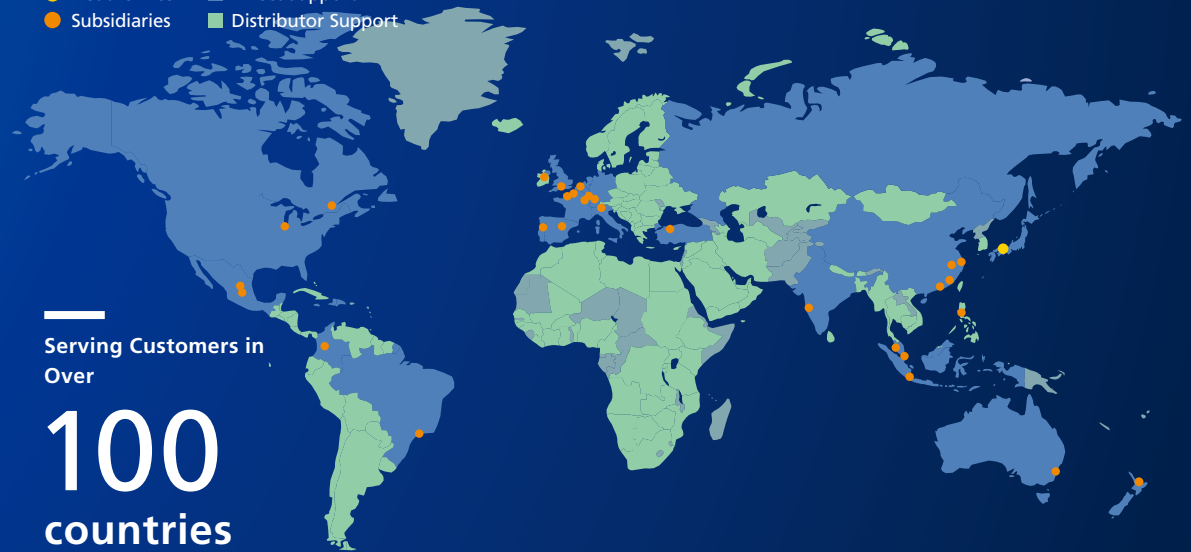 Subsidiaries
Distributor Support
Serving Customers in
Over
100
countries